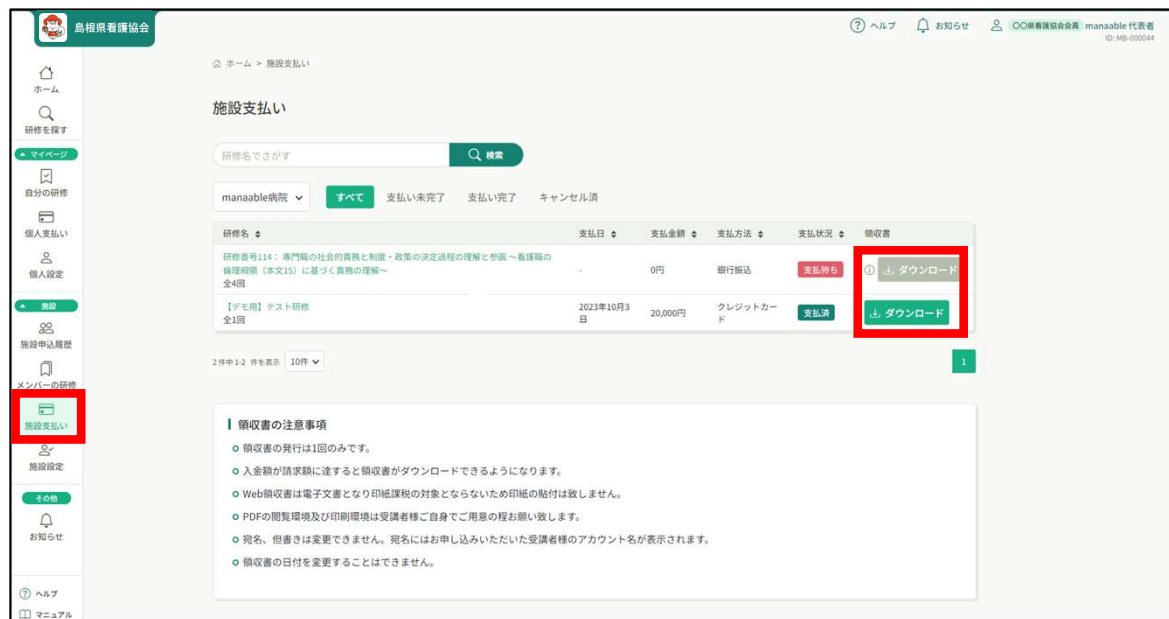 島根県看護協会
ヘルプ
お知らせ
〇〇県看護協会会員 manaable 代表者
ID: MB-000044
ホーム
研修を探す
マイページ
自分の研修
個人支払い
個人設定
施設
施設申込履歴
メンバーの研修
施設支払い
施設設定
その他
お知らせ
ヘルプ
マニュアル
ホーム > 施設支払い
施設支払い
研修名でさがす
検索
manaable病院
すべて 支払い未完了 支払い完了 キャンセル済
研修名 支払日 支払金額 支払方法 支払状況 領収書
研修番号114： 専門職の社会的責務と制度・政策の決定過程の理解と参画 ～看護職の
倫理綱領（本文15）に基づく責務の理解～
全4回
- 0円 銀行振込 支払待ち ダウンロード
【デモ用】テスト研修
全1回
2023年10月3
日
20,000円
クレジットカー
ド
支払済 ダウンロード
2 件中 1-2 件を表示 10件
1
領収書の注意事項
領収書の発行は1回のみです。
入金額が請求額に達すると領収書がダウンロードできるようになります。
Web領収書は電子文書となり印紙課税の対象とならないため印紙の貼付は致しません。
PDFの閲覧環境及び印刷環境は受講者様ご自身でご用意の程お願い致します。
宛名、但書きは変更できません。宛名にはお申し込みいただいた受講者様のアカウント名が表示されます。
領収書の日付を変更することはできません。